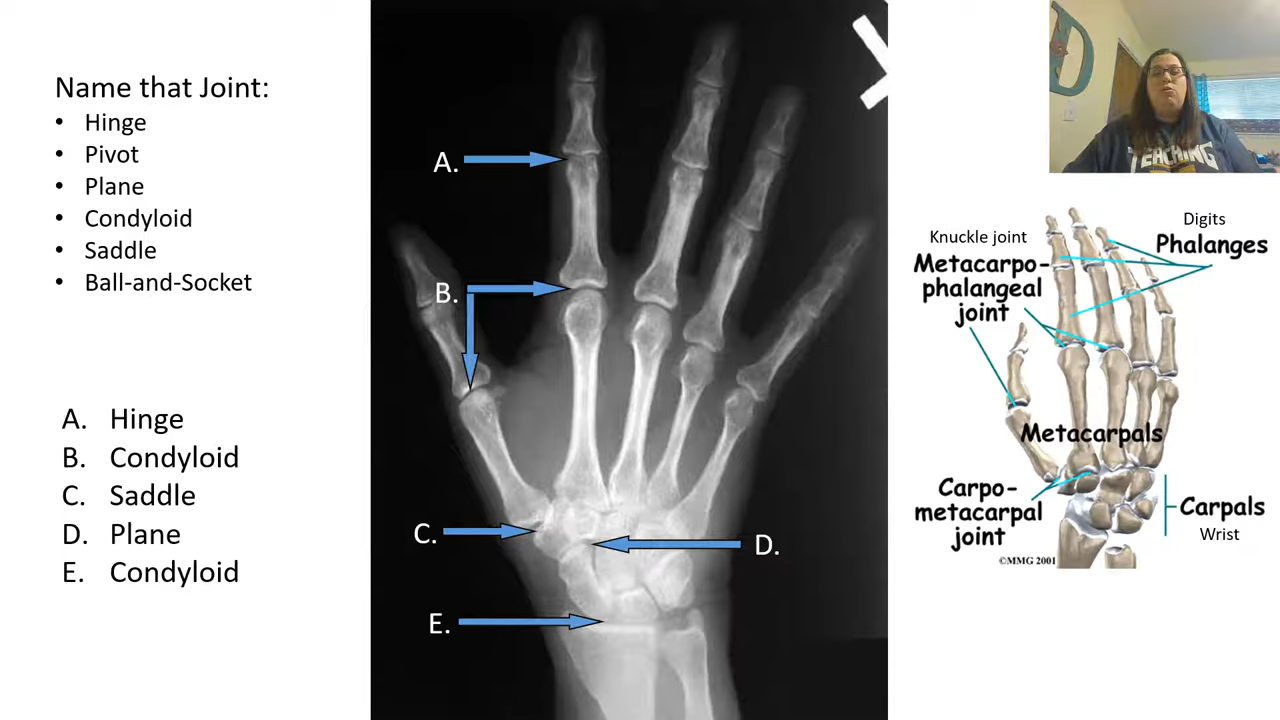 Name that Joint:
• Hinge
• Pivot
• Plane
• Condyloid
• Saddle
• Ball-and-Socket
A. Hinge
B. Condyloid
C. Saddle
D. Plane
E. Condyloid
A.
B.
C.
D.
E.
TEACHING
Digits
Phalanges
Knuckle joint
Metacarpo-
phalangeal
joint
Metacarpals
Carpo-
metacarpal
joint
Carpals
Wrist
©MMG 2001